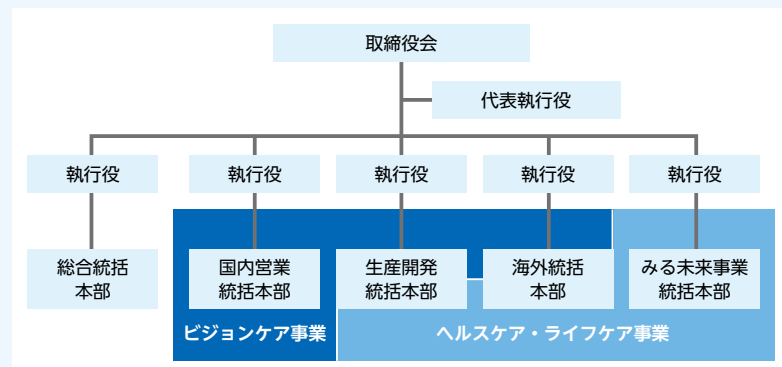 取締役会
代表執行役
執行役
執行役
執行役
執行役
執行役
総合統括
本部
国内営業
統括本部
生産開発
統括本部
海外統括
本部
みる未来事業
統括本部
ビジョンケア事業
ヘルスケア・ライフケア事業